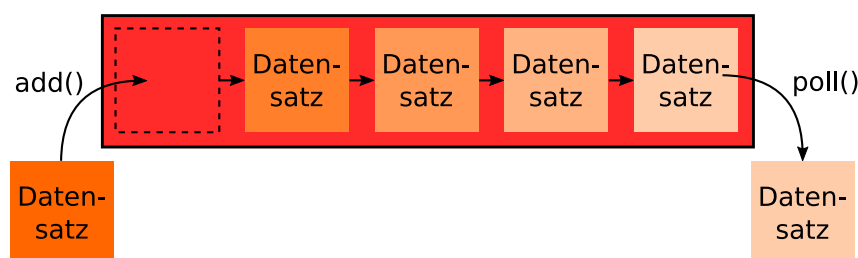 add()
Daten-
satz
Daten-
satz
Daten-
satz
Daten-
satz
poll()
Daten-
satz
Daten-
satz